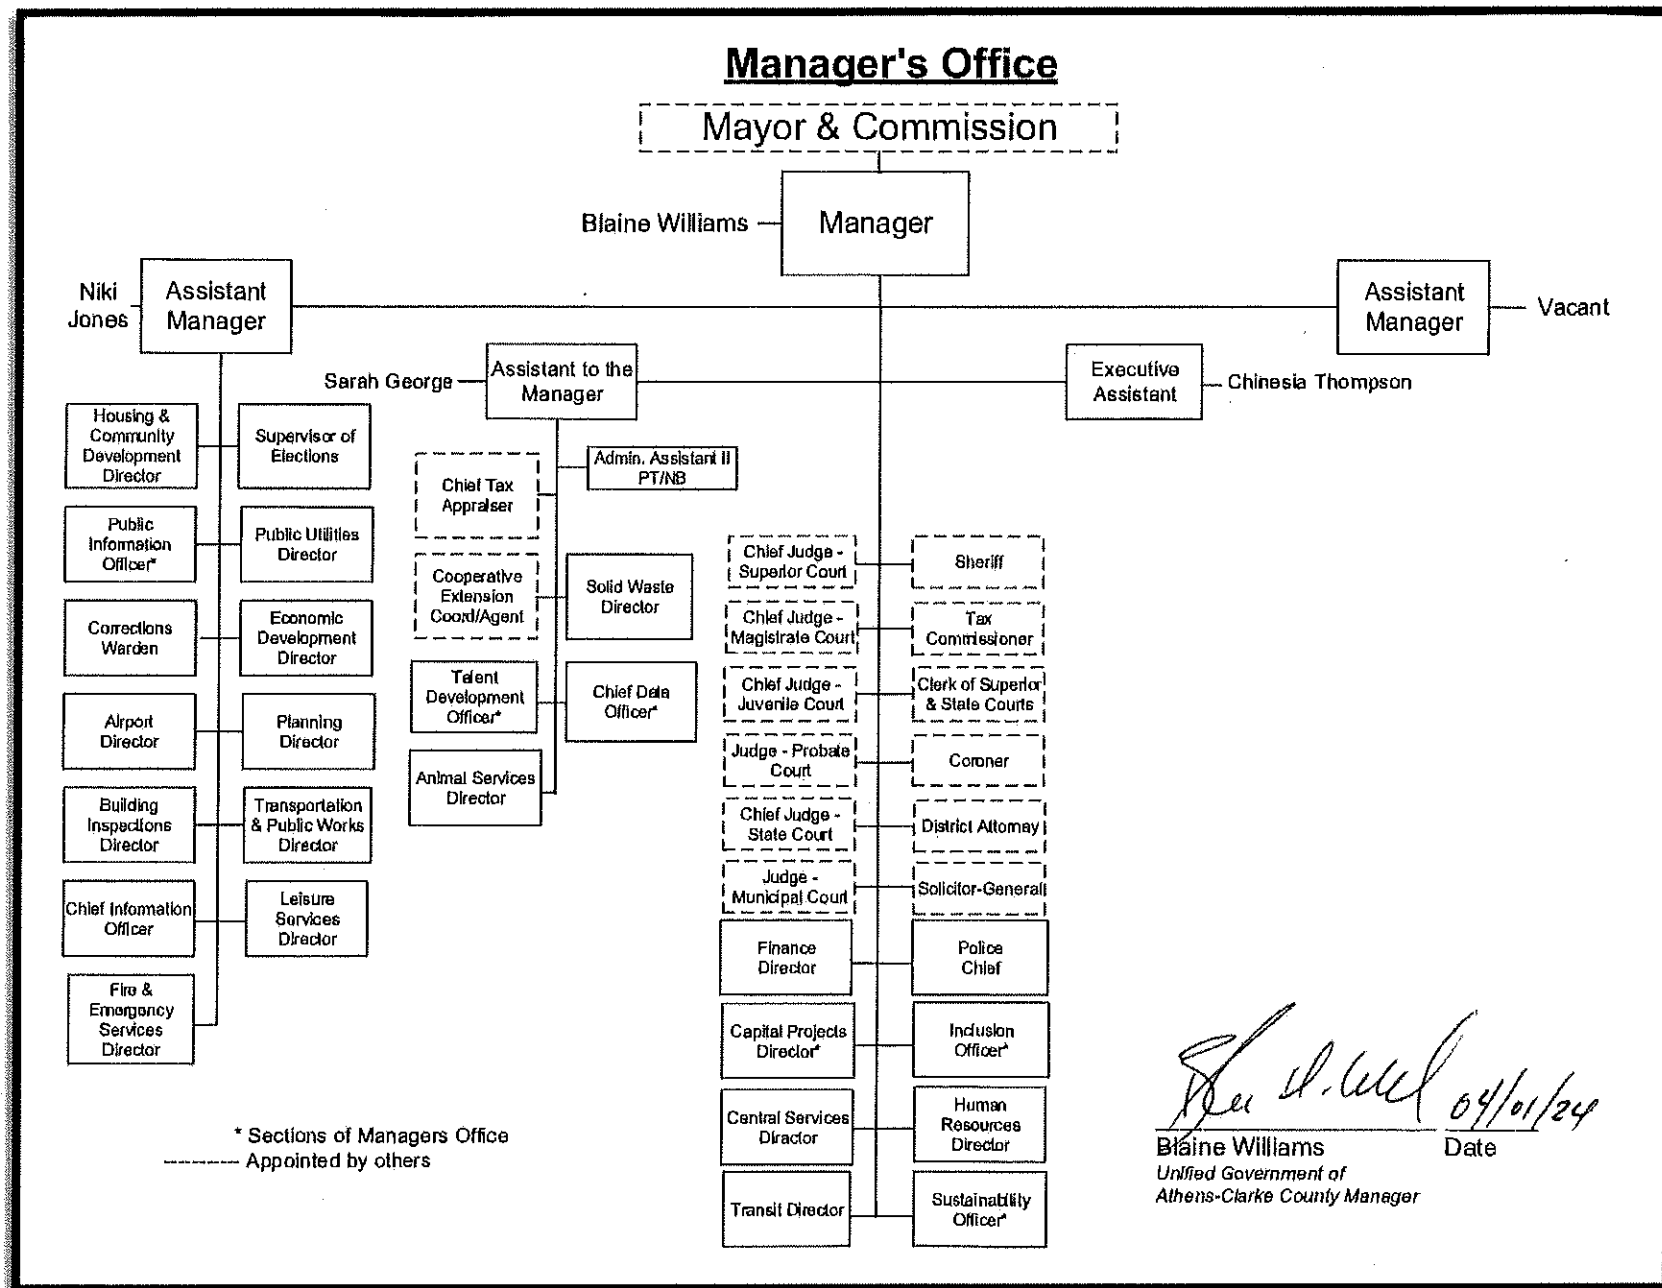 Manager's Office
Mayor & Commission
Blaine Williams
Manager
Niki
Jones
Assistant
Manager
Assistant
Manager
Vacant
Sarah George
Assistant to the
Manager
Executive
Assistant
Chinesia Thompson
Housing &
Community
Development
Director
Supervisor of
Elections
Public
Information
Officer*
Public Utilities
Director
Corrections
Warden
Economic
Development
Director
Airport
Director
Planning
Director
Building
Inspections
Director
Transportation
& Public Works
Director
Chief Information
Officer
Leisure
Services
Director
Fire &
Emergency
Services
Director
Admin. Assistant II
PT/NB
Chief Tax
Appraiser
Cooperative
Extension
Coord/Agent
Solid Waste
Director
Talent
Development
Officer*
Chief Data
Officer*
Animal Services
Director
Chief Judge -
Superior Court
Sheriff
Chief Judge -
Magistrate Court
Tax
Commissioner
Chief Judge -
Juvenile Court
Clerk of Superior
& State Courts
Judge - Probate
Court
Coroner
Chief Judge -
State Court
District Attorney
Judge -
Municipal Court
Solicitor-General
Finance
Director
Police
Chief
Capital Projects
Director*
Inclusion
Officer*
Central Services
Director
Human
Resources
Director
Transit Director
Sustainability
Officer*
* Sections of Managers Office
Appointed by others
04/01/24
Blaine Williams
Date
Unified Government of
Athens-Clarke County Manager